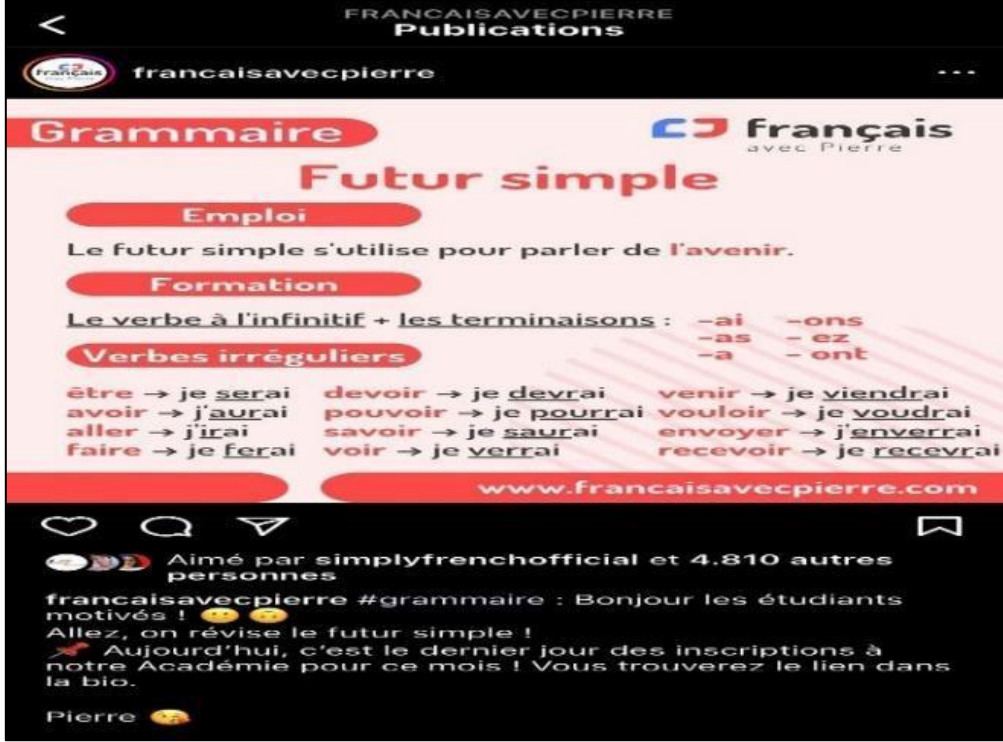 FRANCAISAVECPIERRE
Publications
français
francaisavecpierre
Grammaire
français
avec Pierre
Futur simple
Emploi
Le futur simple s'utilise pour parler de l'avenir.
Formation
Le verbe à l'infinitif + les terminaisons : -ai -ons
-as - ez
-a - ont
Verbes irréguliers
être → je serai devoir → je devrai venir → je viendrai
avoir → j'aurai pouvoir → je pourrai vouloir → je voudrai
aller → j'irai savoir → je saurai envoyer → j'enverrai
faire → je ferai voir → je verrai recevoir → je recevrai
www.francaisavecpierre.com
Aimé par simplyfrenchofficial et 4.810 autres
personnes
francaisavecpierre #grammaire : Bonjour les étudiants
motivés ! 🙂 🙃
Allez, on révise le futur simple !
📌 Aujourd'hui, c'est le dernier jour des inscriptions à
notre Académie pour ce mois ! Vous trouverez le lien dans
la bio.
Pierre 😘